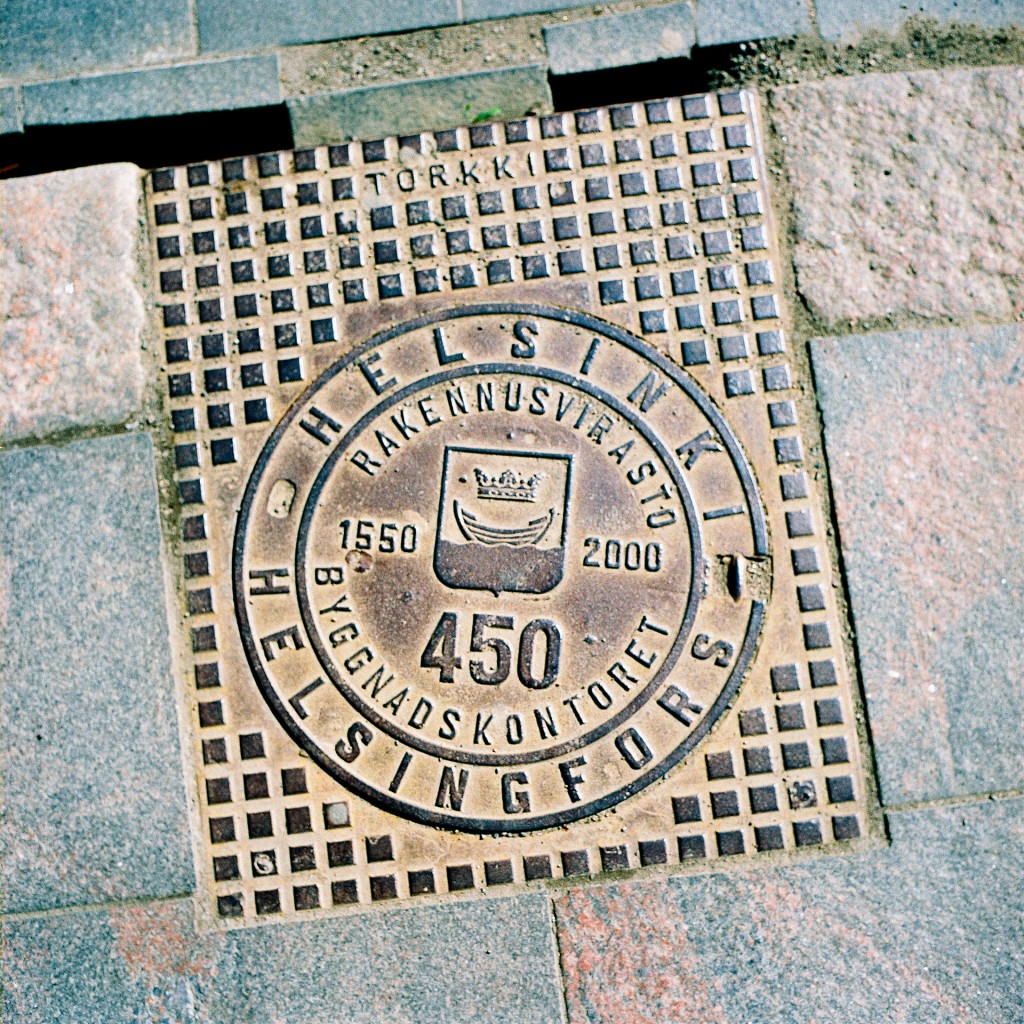 TORKKI
HELSINKI
RAKENNUSVIRASTO
1550 2000
450
BYGGNADSKONTORET
HELSINGFORS